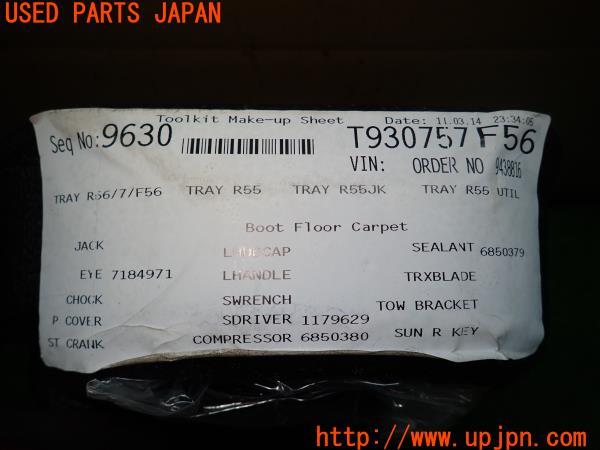 USED PARTS JAPAN
Toolkit Make-up Sheet Date: 11.03.14 23:34:05
Seq No: 9630 T930757 F56
VIN: ORDER NO 9438816
TRAY R56/7/F56 TRAY R55 TRAY R55JK TRAY R55 UTIL
Boot Floor Carpet
JACK SEALANT 6850379
EYE 7184971 LHANDLE TRXBLADE
CHOCK SWRENCH TOW BRACKET
P COVER SDRIVER 1179629
ST CRANK COMPRESSOR 6850380 SUN R KEY
http://www.upjpn.com